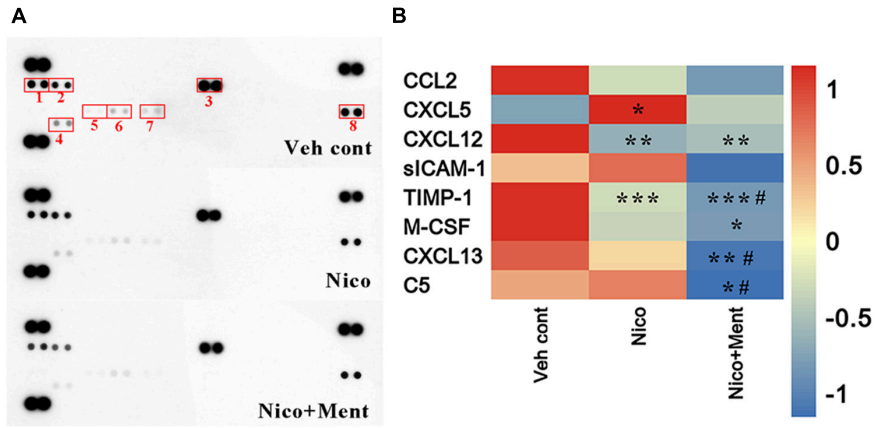 A
B
1 2 3
4 5 6 7 8
Veh cont
Nico
Nico+Ment
CCL2
CXCL5 *
CXCL12 ** **
sICAM-1
TIMP-1 *** ***#
M-CSF *
CXCL13 **#
C5 *#
Veh cont
Nico
Nico+Ment
1
0.5
0
-0.5
-1